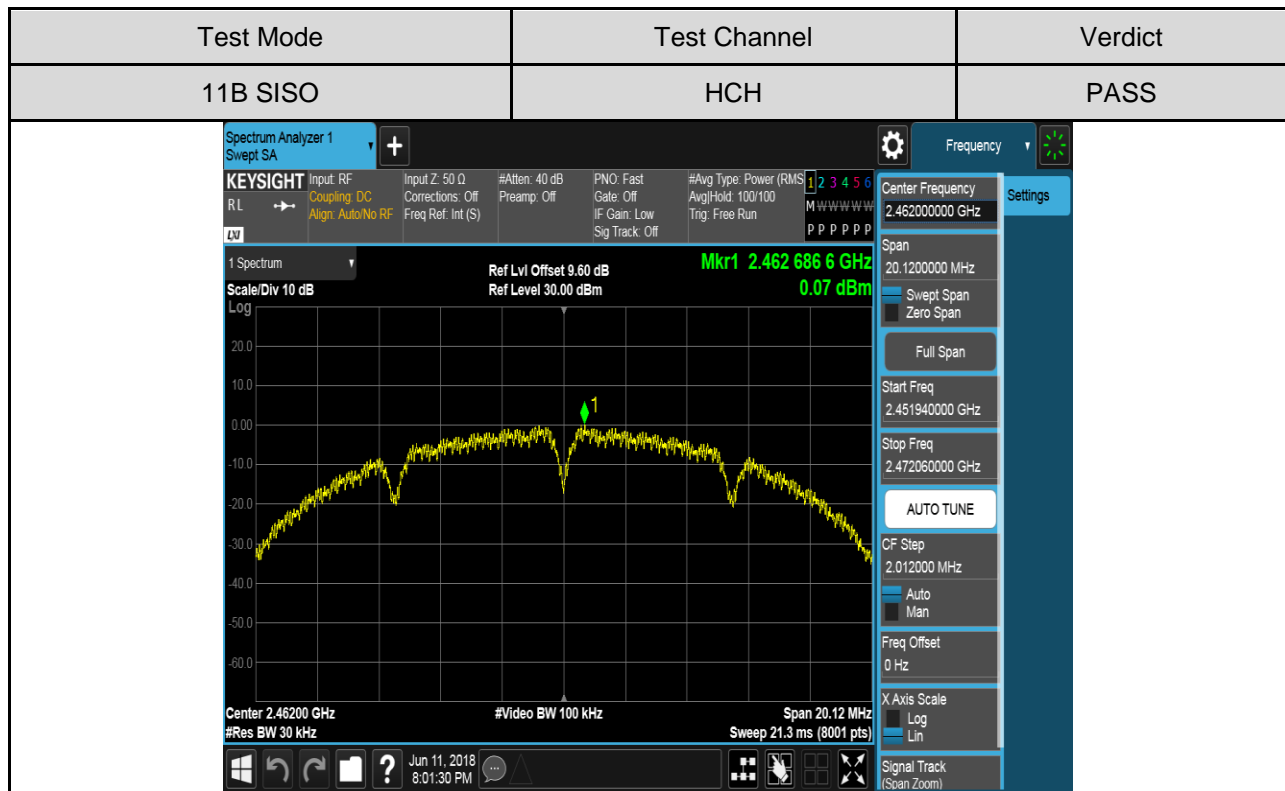 Test Mode Test Channel Verdict
11B SISO HCH PASS
Spectrum Analyzer 1
Swept SA
+
Frequency
KEYSIGHT
RL
LXI
Input: RF
Coupling: DC
Align: Auto/No RF
Input Z: 50 Ω
Corrections: Off
Freq Ref: Int (S)
#Atten: 40 dB
Preamp: Off
PNO: Fast
Gate: Off
IF Gain: Low
Sig Track: Off
#Avg Type: Power (RMS
Avg|Hold: 100/100
Trig: Free Run
1 2 3 4 5 6
M W W W W W
P P P P P P
1 Spectrum
Scale/Div 10 dB
Ref Lvl Offset 9.60 dB
Ref Level 30.00 dBm
Mkr1 2.462 686 6 GHz
0.07 dBm
Log
20.0
10.0
0.00
-10.0
-20.0
-30.0
-40.0
-50.0
-60.0
1
Center 2.46200 GHz
#Res BW 30 kHz
#Video BW 100 kHz
Span 20.12 MHz
Sweep 21.3 ms (8001 pts)
Center Frequency
2.462000000 GHz
Settings
Span
20.1200000 MHz
Swept Span
Zero Span
Full Span
Start Freq
2.451940000 GHz
Stop Freq
2.472060000 GHz
AUTO TUNE
CF Step
2.012000 MHz
Auto
Man
Freq Offset
0 Hz
X Axis Scale
Log
Lin
Signal Track
(Span Zoom)
?
Jun 11, 2018
8:01:30 PM